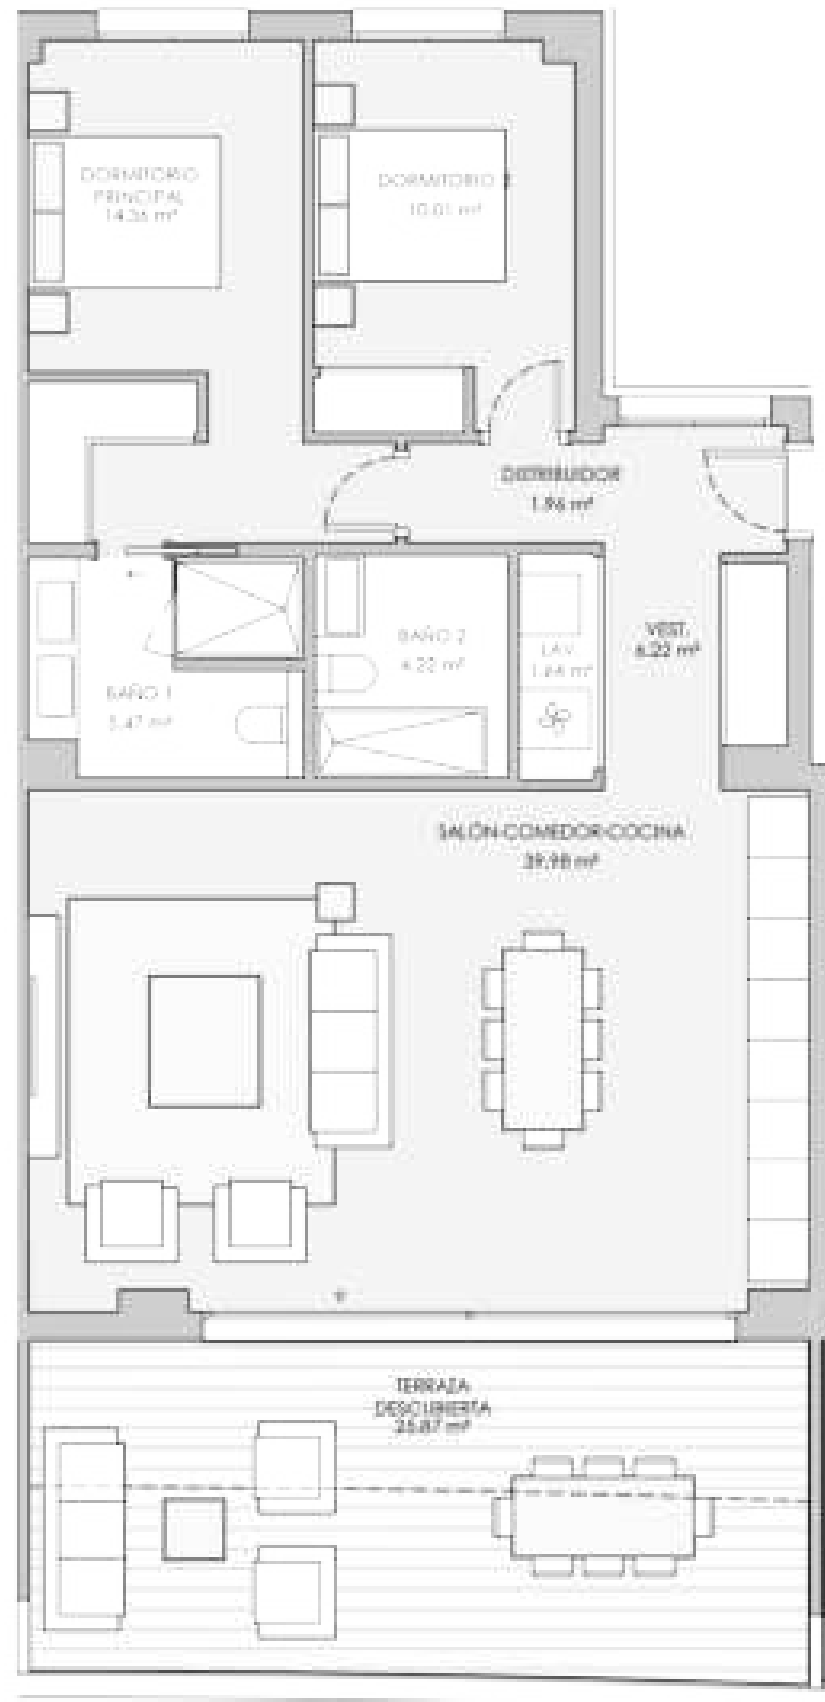 DORMITORIO
PRINCIPAL
14.36 m²
DORMITORIO 2
10.01 m²
DISTRIBUIDOR
1.96 m²
VEST.
6.22 m²
BAÑO 2
4.22 m²
LAV.
1.64 m²
BAÑO 1
5.47 m²
SALÓN-COMEDOR-COCINA
39.98 m²
TERRAZA
DESCUBIERTA
25.87 m²